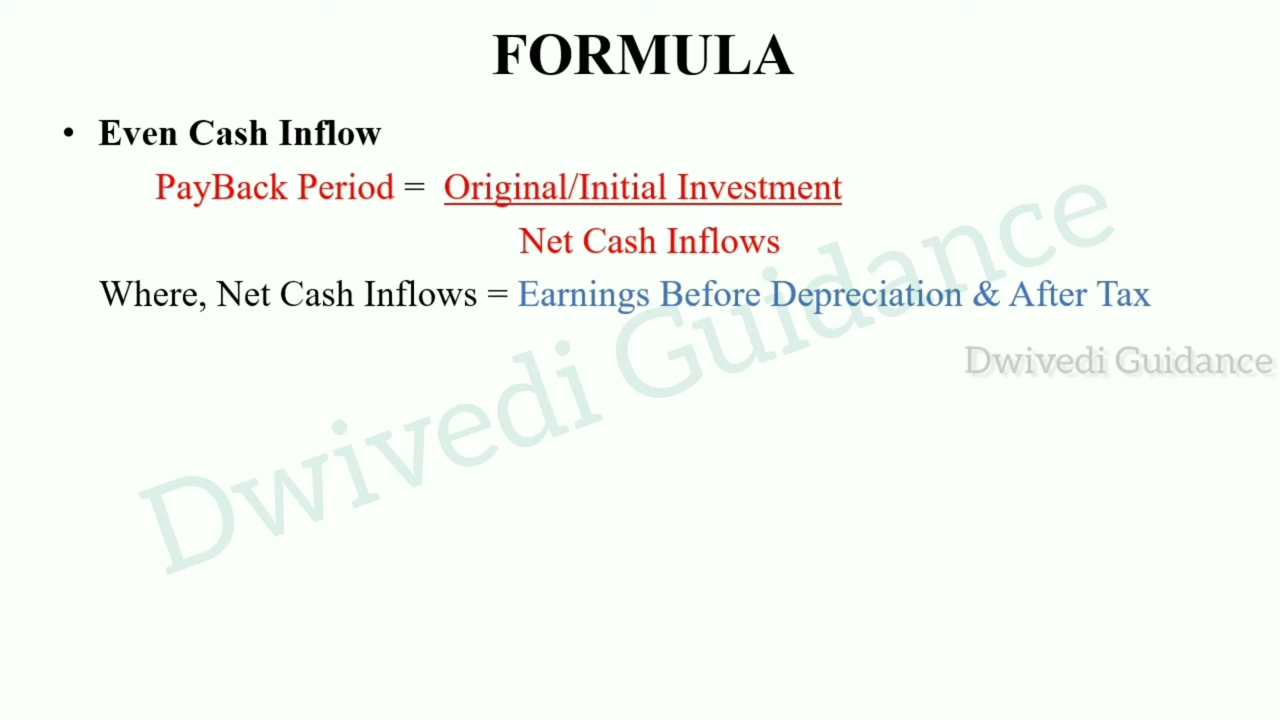 FORMULA
• Even Cash Inflow
PayBack Period = Original/Initial Investment
Net Cash Inflows
Where, Net Cash Inflows = Earnings Before Depreciation & After Tax
Dwivedi Guidance
Dwivedi Guidance